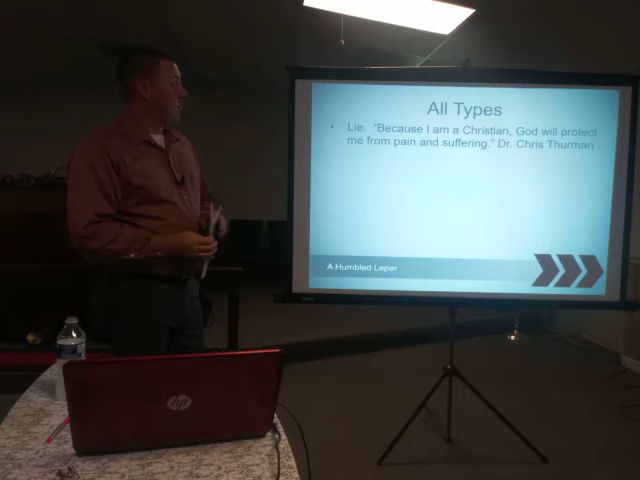 All Types
• Lie: "Because I am a Christian, God will protect
me from pain and suffering." Dr. Chris Thurman
A Humbled Leper
hp